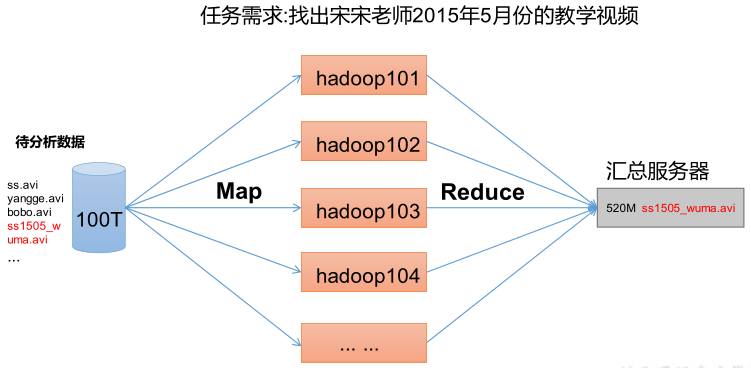 任务需求:找出宋宋老师2015年5月份的教学视频
hadoop101
待分析数据
hadoop102
ss.avi
yangge.avi
bobo.avi
ss1505_w
uma.avi
...
100T
Map
hadoop103
Reduce
汇总服务器
520M ss1505_wuma.avi
hadoop104
... ...